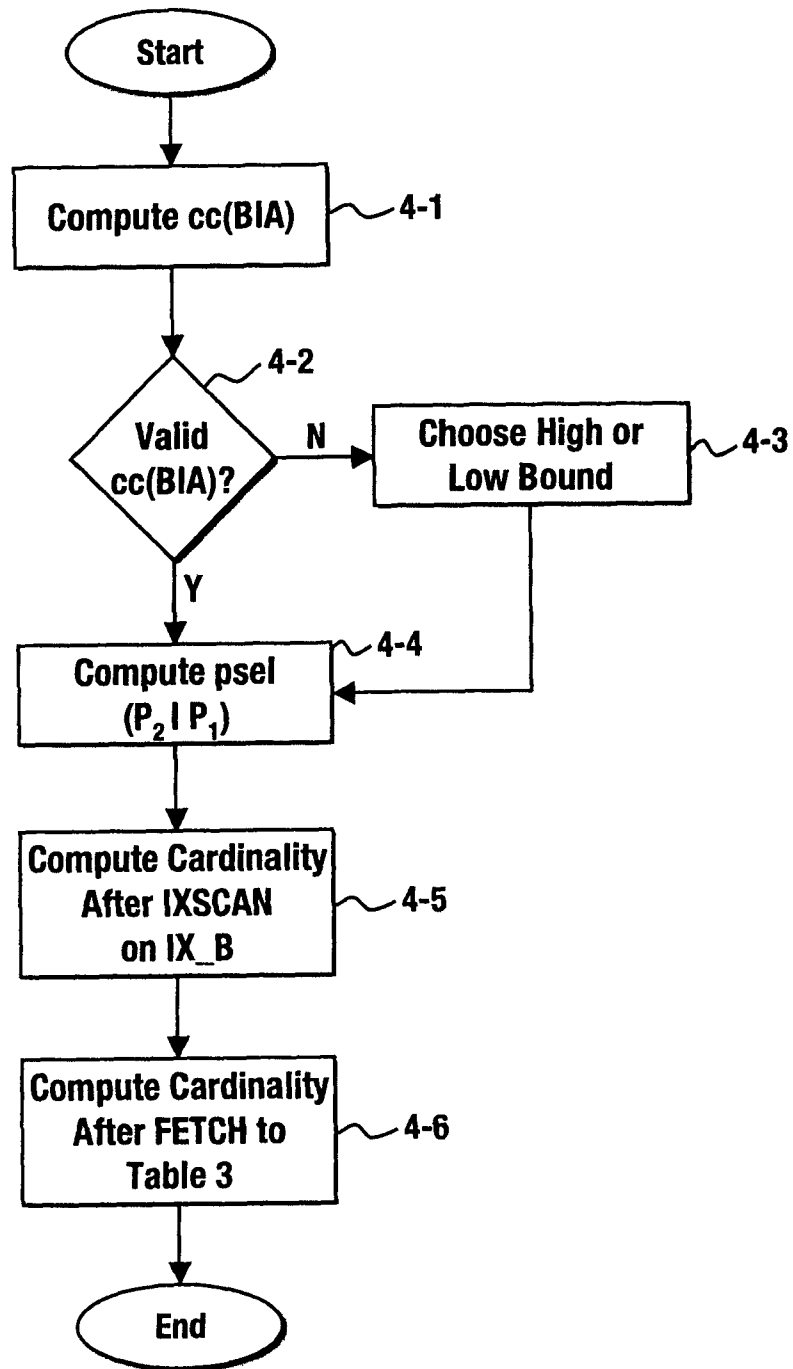 Start
Compute cc(BIA)
4-1
4-2
Valid
cc(BIA)?
N
Choose High or
Low Bound
4-3
Y
4-4
Compute psel
(P₂ I P₁)
Compute Cardinality
After IXSCAN
on IX_B
4-5
Compute Cardinality
After FETCH to
Table 3
4-6
End